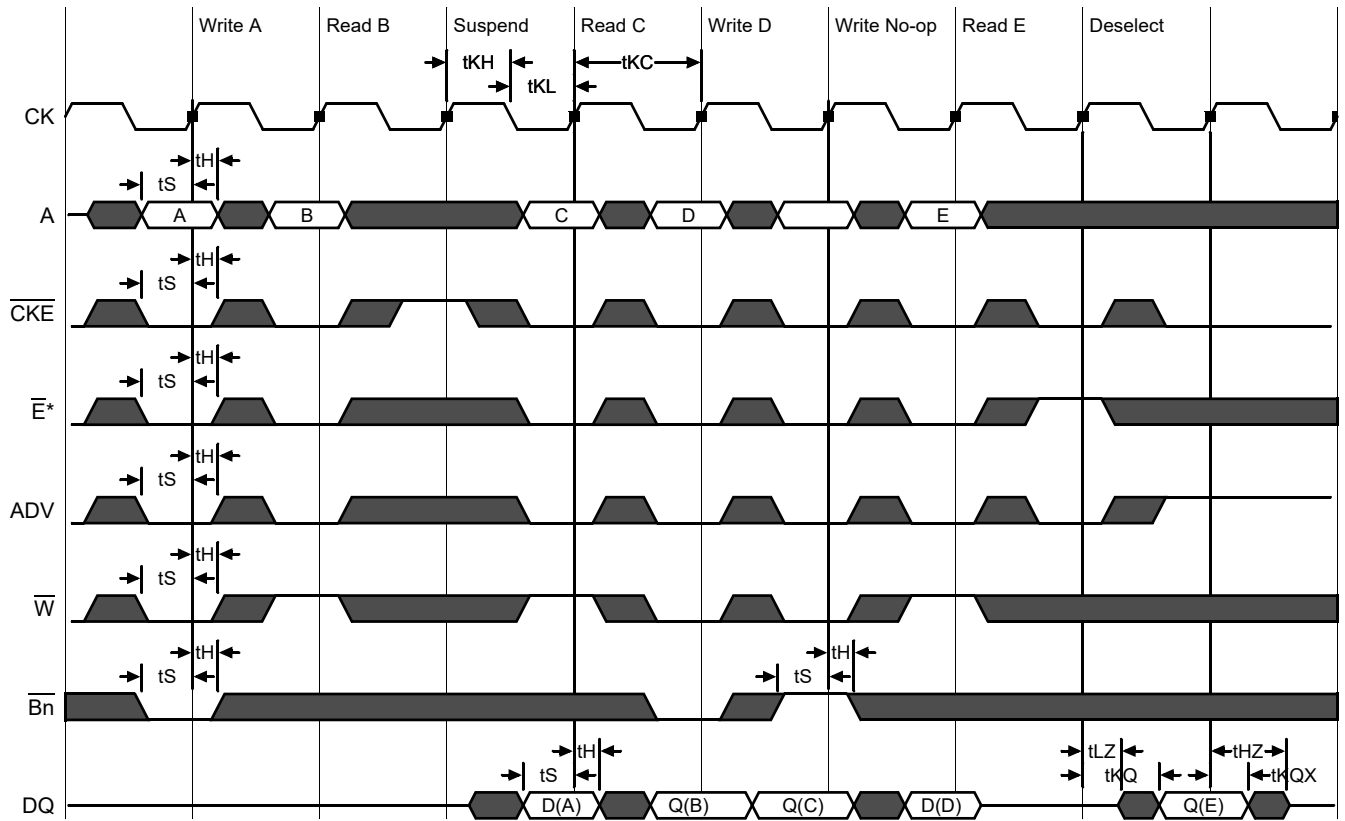 Write A Read B Suspend Read C Write D Write No-op Read E Deselect
tKH tKC
tKL
CK
tH
tS
A A B C D E
tH
tS
CKE
tH
tS
E*
tH
tS
ADV
tH
tS
W
tH tH
tS tS
Bn
tH tLZ tHZ
tS tKQ tKQX
DQ D(A) Q(B) Q(C) D(D) Q(E)